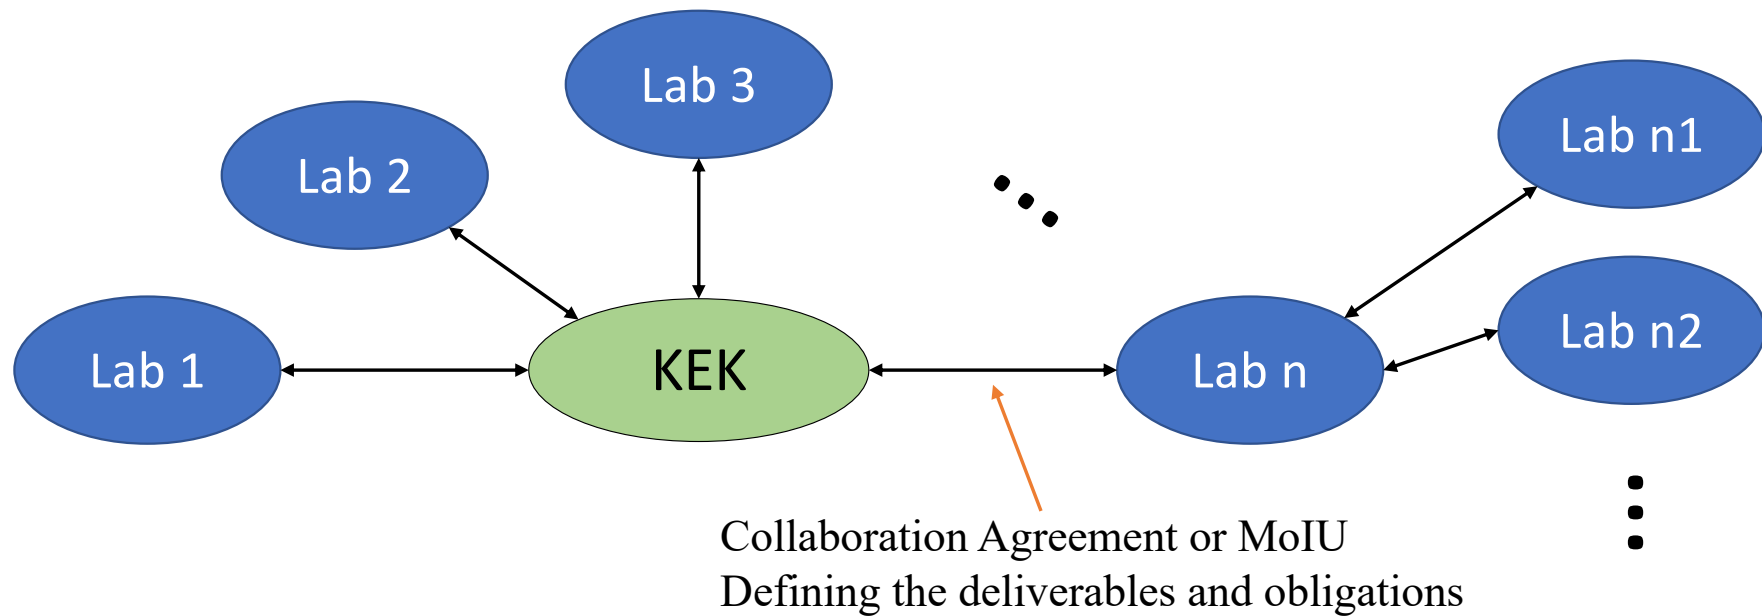 Lab 3
Lab n1
Lab 2
Lab n2
Lab 1
KEK
Lab n
Collaboration Agreement or MoIU
Defining the deliverables and obligations